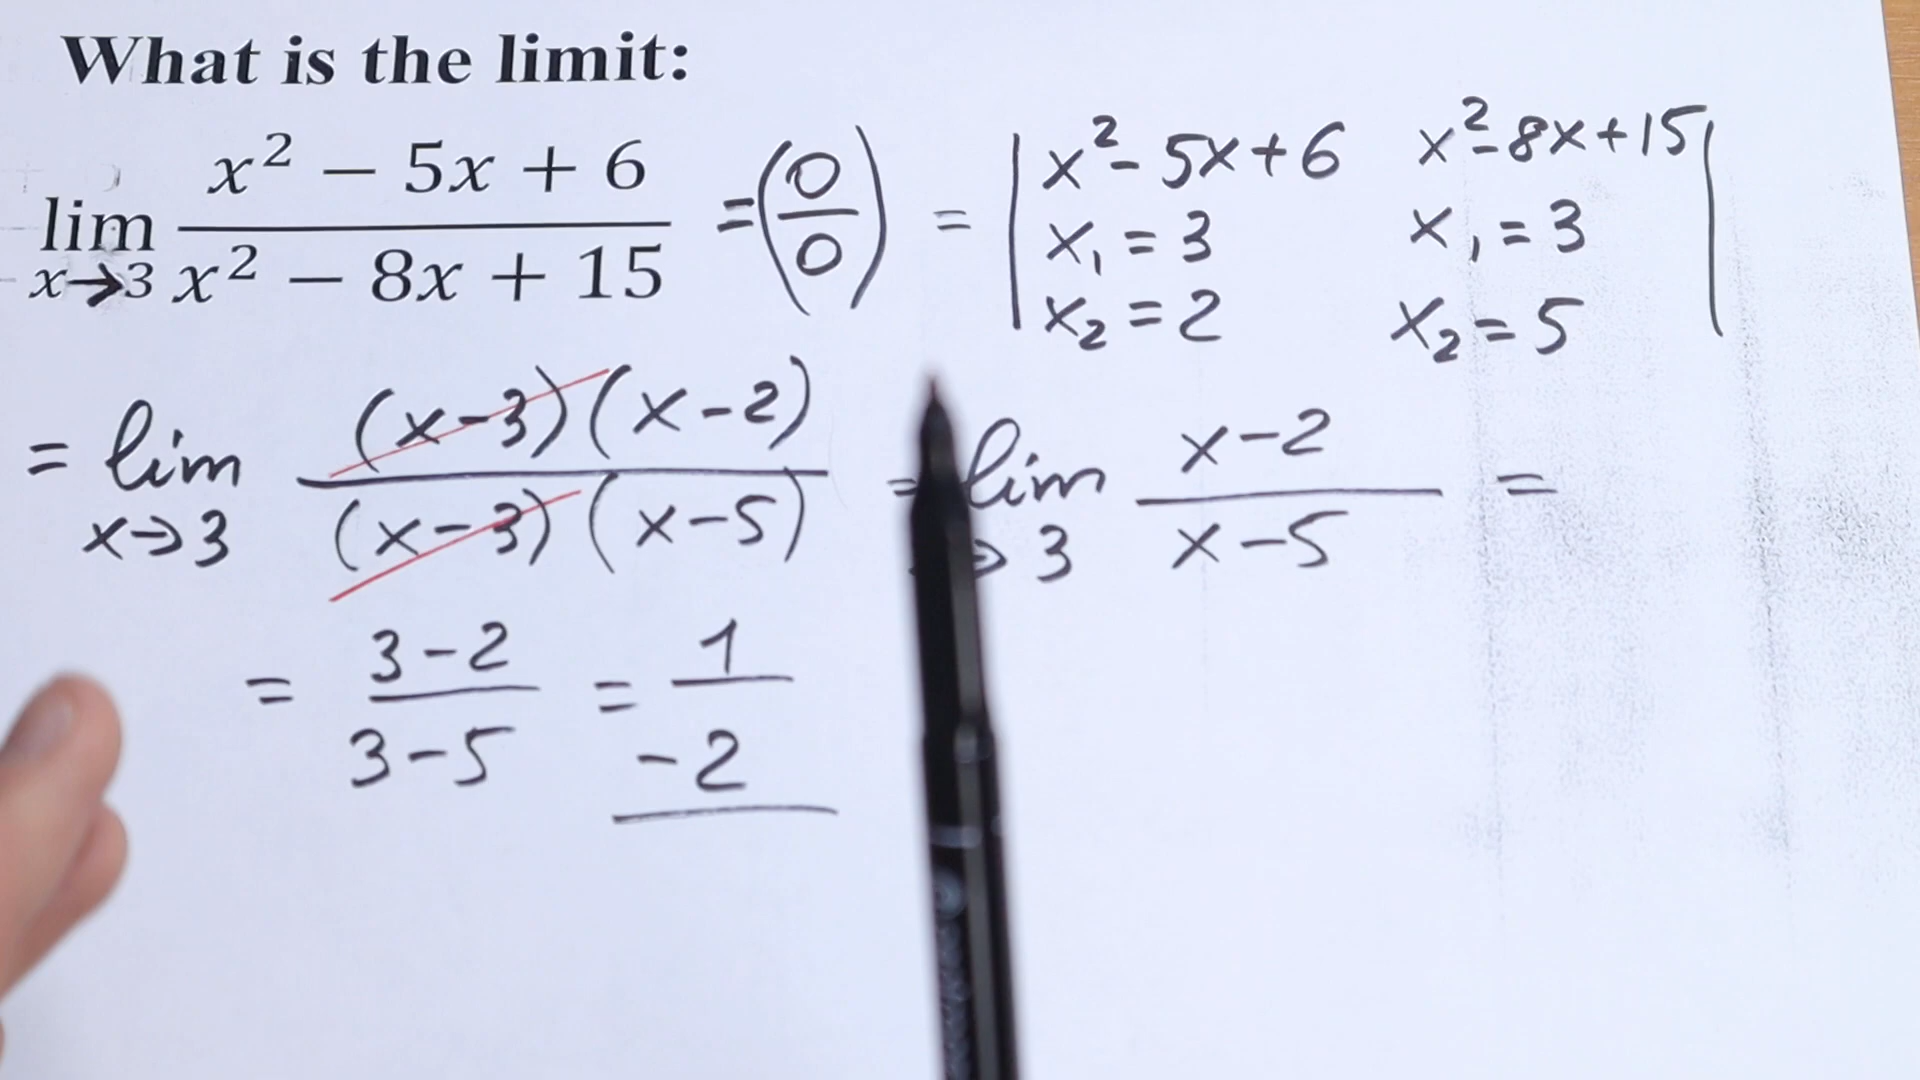 What is the limit:
lim x→3 (x² − 5x + 6)/(x² − 8x + 15) = (0/0) = | x² - 5x + 6 x² - 8x + 15 |
x₁ = 3 x₁ = 3
x₂ = 2 x₂ = 5
= lim x→3 ((x-3)(x-2))/((x-3)(x-5)) = lim →3 (x-2)/(x-5) =
= (3-2)/(3-5) = 1/-2